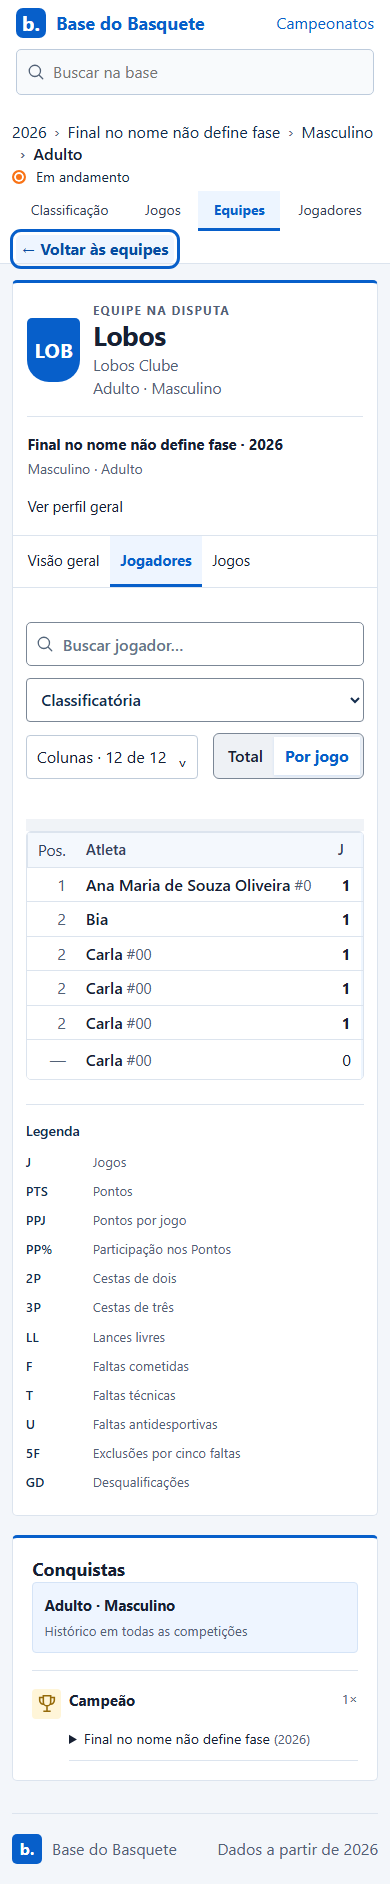 b. Base do Basquete Campeonatos
Buscar na base
2026 › Final no nome não define fase › Masculino
› Adulto
Em andamento
Classificação Jogos Equipes Jogadores
← Voltar às equipes
EQUIPE NA DISPUTA
LOB Lobos
Lobos Clube
Adulto · Masculino
Final no nome não define fase · 2026
Masculino · Adulto
Ver perfil geral
Visão geral Jogadores Jogos
Buscar jogador...
Classificatória
Colunas · 12 de 12 v Total Por jogo
Pos. Atleta J
1 Ana Maria de Souza Oliveira #0 1
2 Bia 1
2 Carla #00 1
2 Carla #00 1
2 Carla #00 1
— Carla #00 0
Legenda
J Jogos
PTS Pontos
PPJ Pontos por jogo
PP% Participação nos Pontos
2P Cestas de dois
3P Cestas de três
LL Lances livres
F Faltas cometidas
T Faltas técnicas
U Faltas antidesportivas
5F Exclusões por cinco faltas
GD Desqualificações
Conquistas
Adulto · Masculino
Histórico em todas as competições
Campeão 1×
▶ Final no nome não define fase (2026)
b. Base do Basquete Dados a partir de 2026